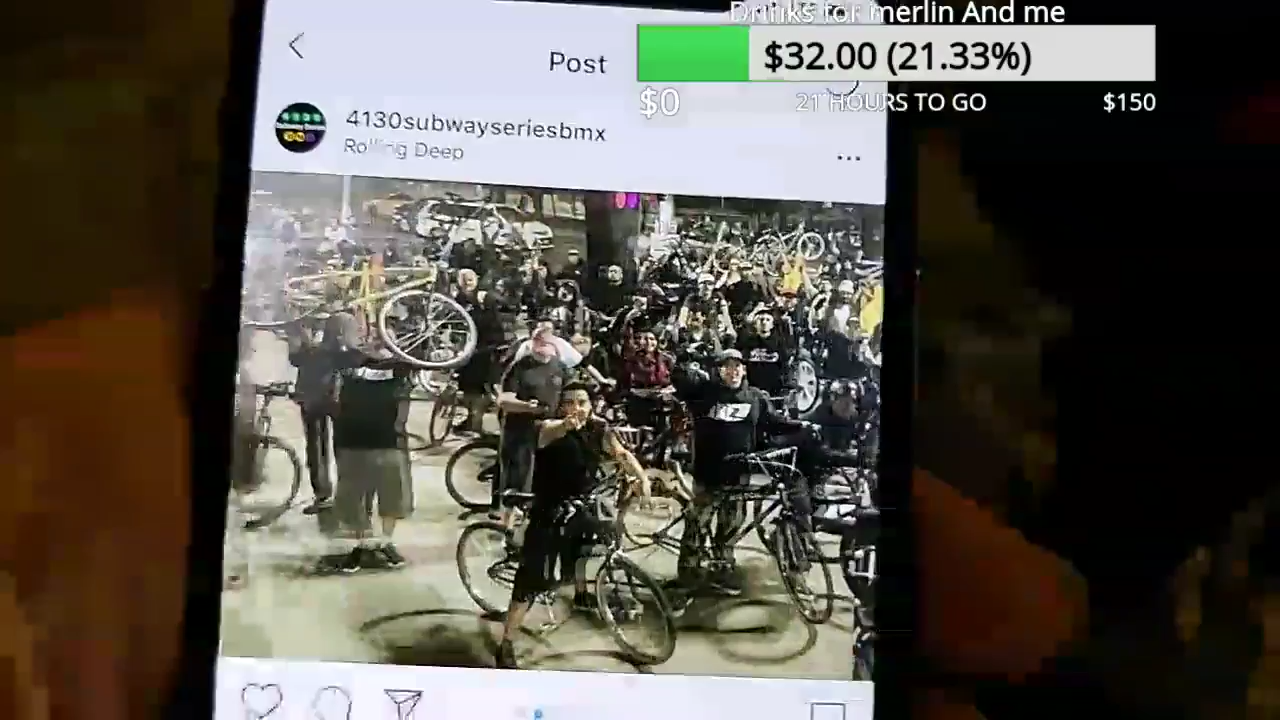 Drinks for merlin And me
$32.00 (21.33%)
$0
21 HOURS TO GO
$150
Post
4130subwayseriesbmx
Rolling Deep